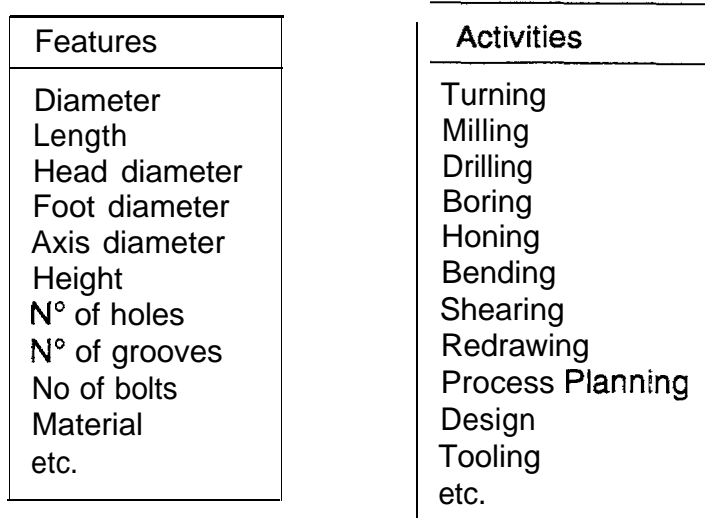 Features
Diameter
Length
Head diameter
Foot diameter
Axis diameter
Height
N° of holes
N° of grooves
No of bolts
Material
etc.
Activities
Turning
Milling
Drilling
Boring
Honing
Bending
Shearing
Redrawing
Process Planning
Design
Tooling
etc.